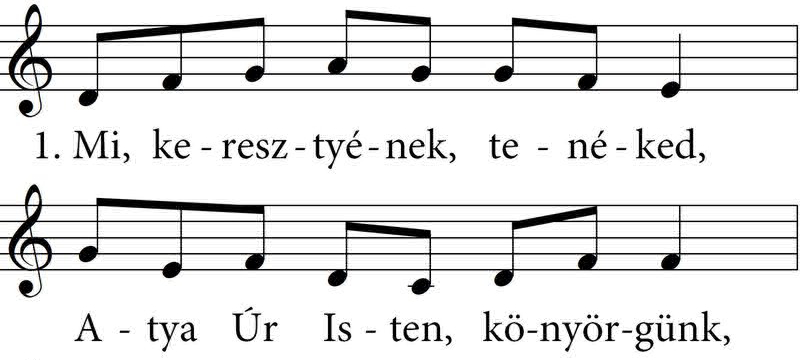 1. Mi, ke - resz - tyé - nek, te - né - ked,
A - tya Úr Is - ten, kö-nyör-günk,